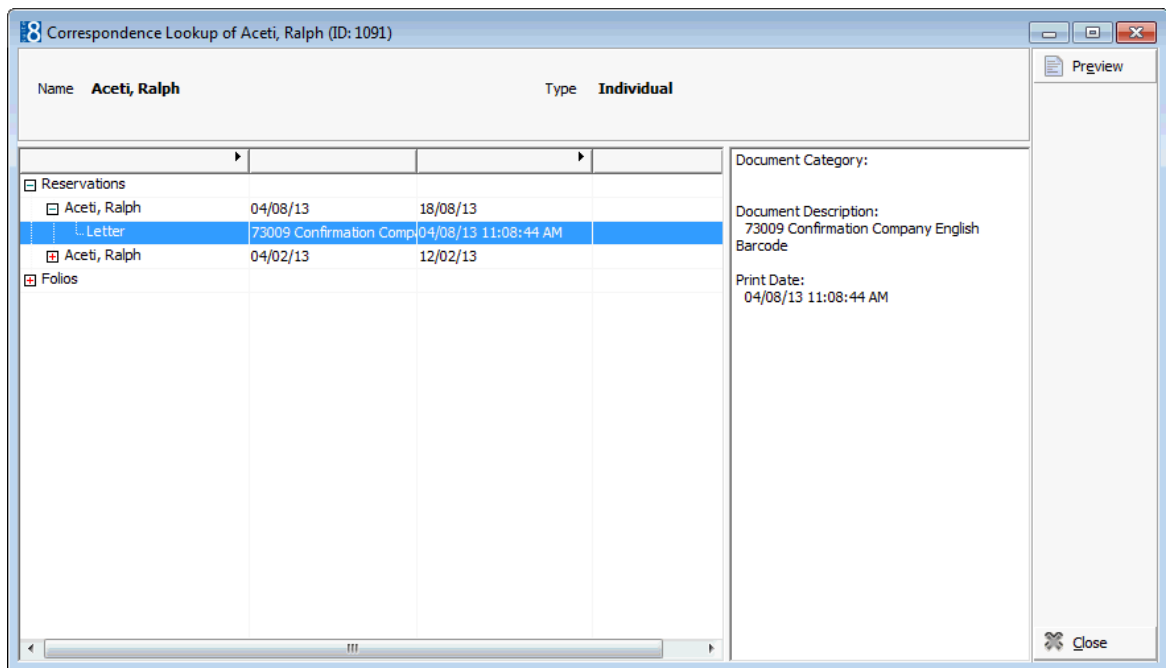 8 Correspondence Lookup of Aceti, Ralph (ID: 1091)
Preview
Name Aceti, Ralph Type Individual
Reservations
Aceti, Ralph 04/08/13 18/08/13
Letter 73009 Confirmation Comp 04/08/13 11:08:44 AM
Aceti, Ralph 04/02/13 12/02/13
Folios
Document Category:
Document Description:
73009 Confirmation Company English
Barcode
Print Date:
04/08/13 11:08:44 AM
Close